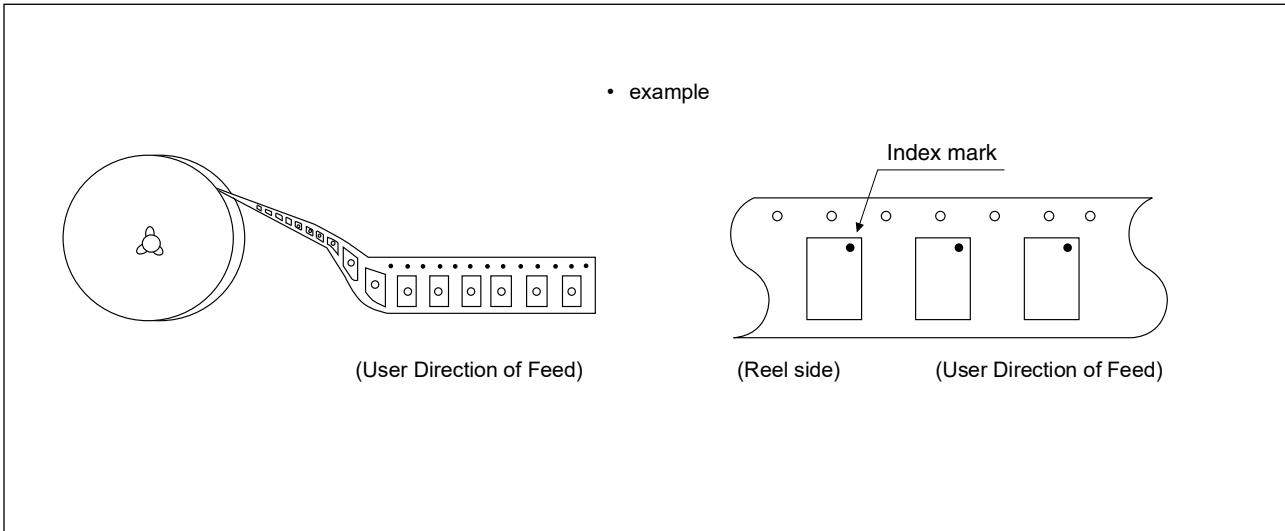 • example
Index mark
(User Direction of Feed)
(Reel side)
(User Direction of Feed)